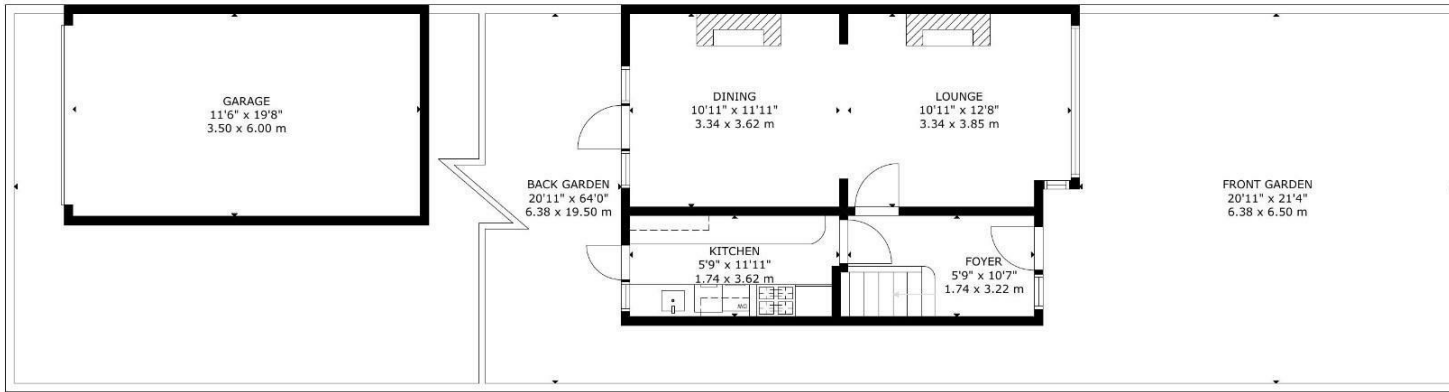 GARAGE
11'6" x 19'8"
3.50 x 6.00 m
BACK GARDEN
20'11" x 64'0"
6.38 x 19.50 m
DINING
10'11" x 11'11"
3.34 x 3.62 m
LOUNGE
10'11" x 12'8"
3.34 x 3.85 m
KITCHEN
5'9" x 11'11"
1.74 x 3.62 m
DW
FOYER
5'9" x 10'7"
1.74 x 3.22 m
FRONT GARDEN
20'11" x 21'4"
6.38 x 6.50 m